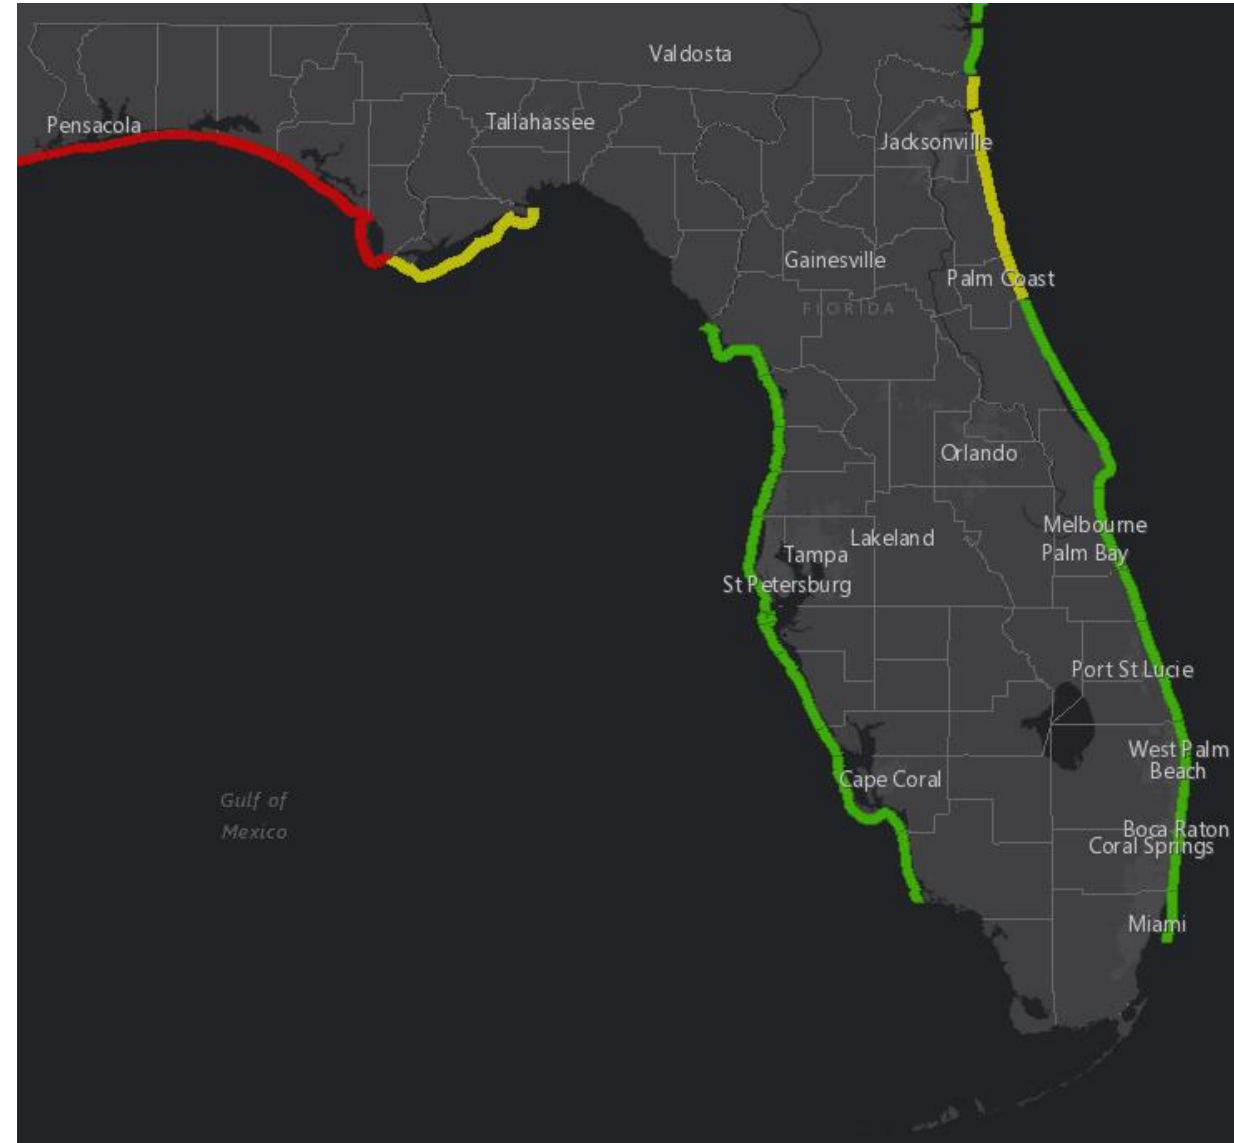 Valdosta
Pensacola
Tallahassee
Jacksonville
Gainesville
Palm Coast
FLORIDA
Orlando
Melbourne
Lakeland
Tampa
Palm Bay
St Petersburg
Port St Lucie
West Palm
Beach
Cape Coral
Gulf of
Mexico
Boca Raton
Coral Springs
Miami